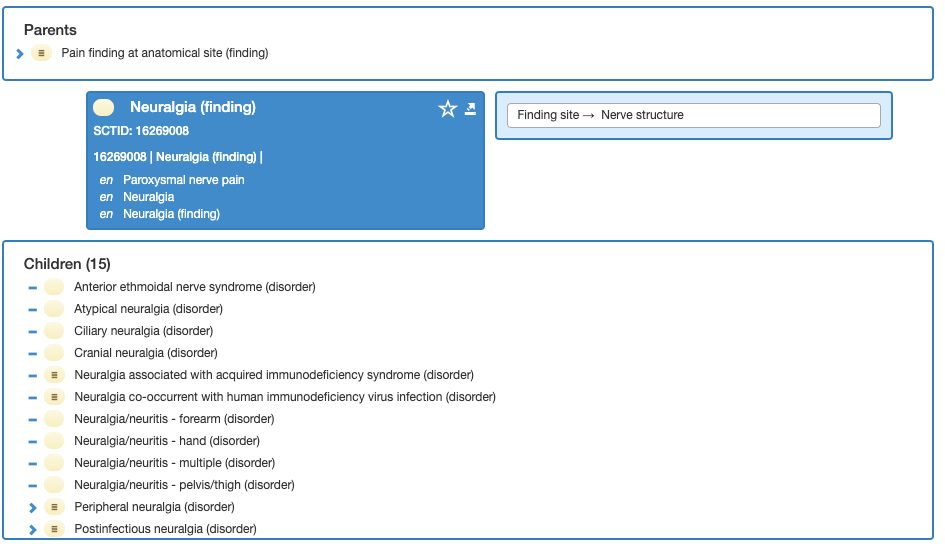 Parents
Pain finding at anatomical site (finding)
Neuralgia (finding)
SCTID: 16269008
16269008 | Neuralgia (finding) |
en Paroxysmal nerve pain
en Neuralgia
en Neuralgia (finding)
Finding site → Nerve structure
Children (15)
Anterior ethmoidal nerve syndrome (disorder)
Atypical neuralgia (disorder)
Ciliary neuralgia (disorder)
Cranial neuralgia (disorder)
Neuralgia associated with acquired immunodeficiency syndrome (disorder)
Neuralgia co-occurrent with human immunodeficiency virus infection (disorder)
Neuralgia/neuritis - forearm (disorder)
Neuralgia/neuritis - hand (disorder)
Neuralgia/neuritis - multiple (disorder)
Neuralgia/neuritis - pelvis/thigh (disorder)
Peripheral neuralgia (disorder)
Postinfectious neuralgia (disorder)